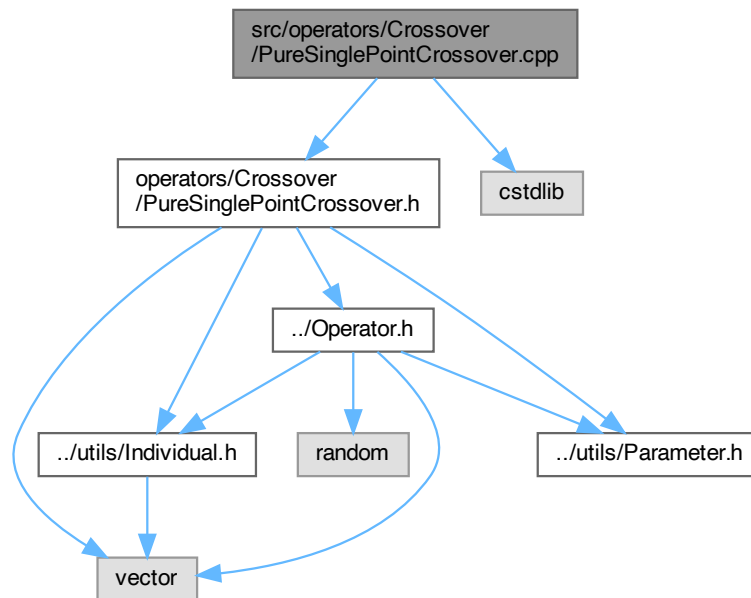 src/operators/Crossover
/PureSinglePointCrossover.cpp
operators/Crossover
/PureSinglePointCrossover.h
cstdlib
../Operator.h
../utils/Individual.h
random
../utils/Parameter.h
vector